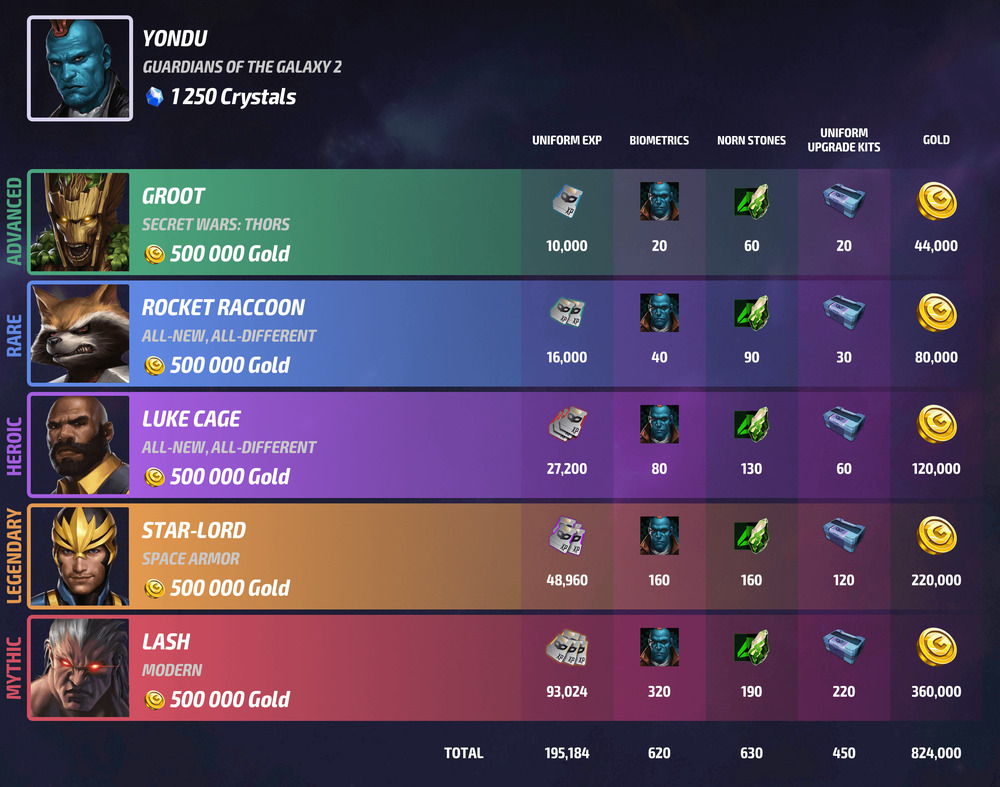 YONDU
GUARDIANS OF THE GALAXY 2
1 250 Crystals
UNIFORM EXP
BIOMETRICS
NORN STONES
UNIFORM
UPGRADE KITS
GOLD
ADVANCED
GROOT
SECRET WARS: THORS
500 000 Gold
10,000
20
60
20
44,000
RARE
ROCKET RACCOON
ALL-NEW, ALL-DIFFERENT
500 000 Gold
16,000
40
90
30
80,000
HEROIC
LUKE CAGE
ALL-NEW, ALL-DIFFERENT
500 000 Gold
27,200
80
130
60
120,000
LEGENDARY
STAR-LORD
SPACE ARMOR
500 000 Gold
48,960
160
160
120
220,000
MYTHIC
LASH
MODERN
500 000 Gold
93,024
320
190
220
360,000
TOTAL
195,184
620
630
450
824,000